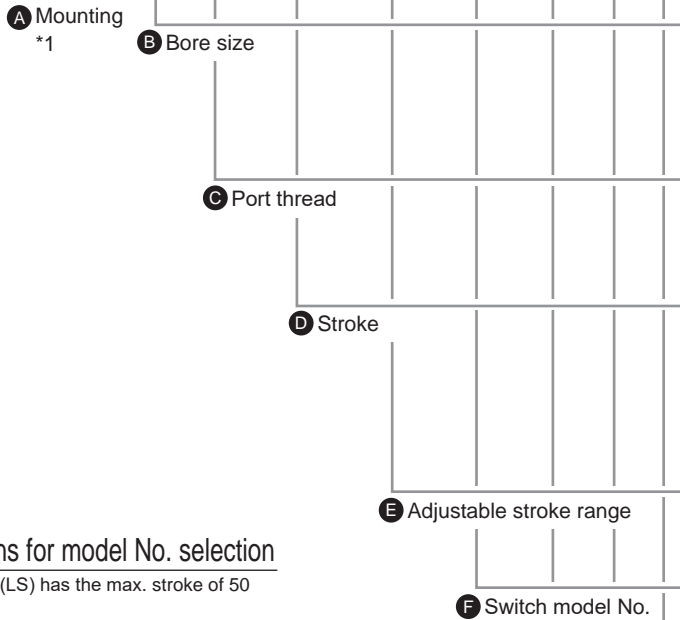 A Mounting
*1
B Bore size
C Port thread
D Stroke
E Adjustable stroke range
ns for model No. selection
(LS) has the max. stroke of 50
F Switch model No.